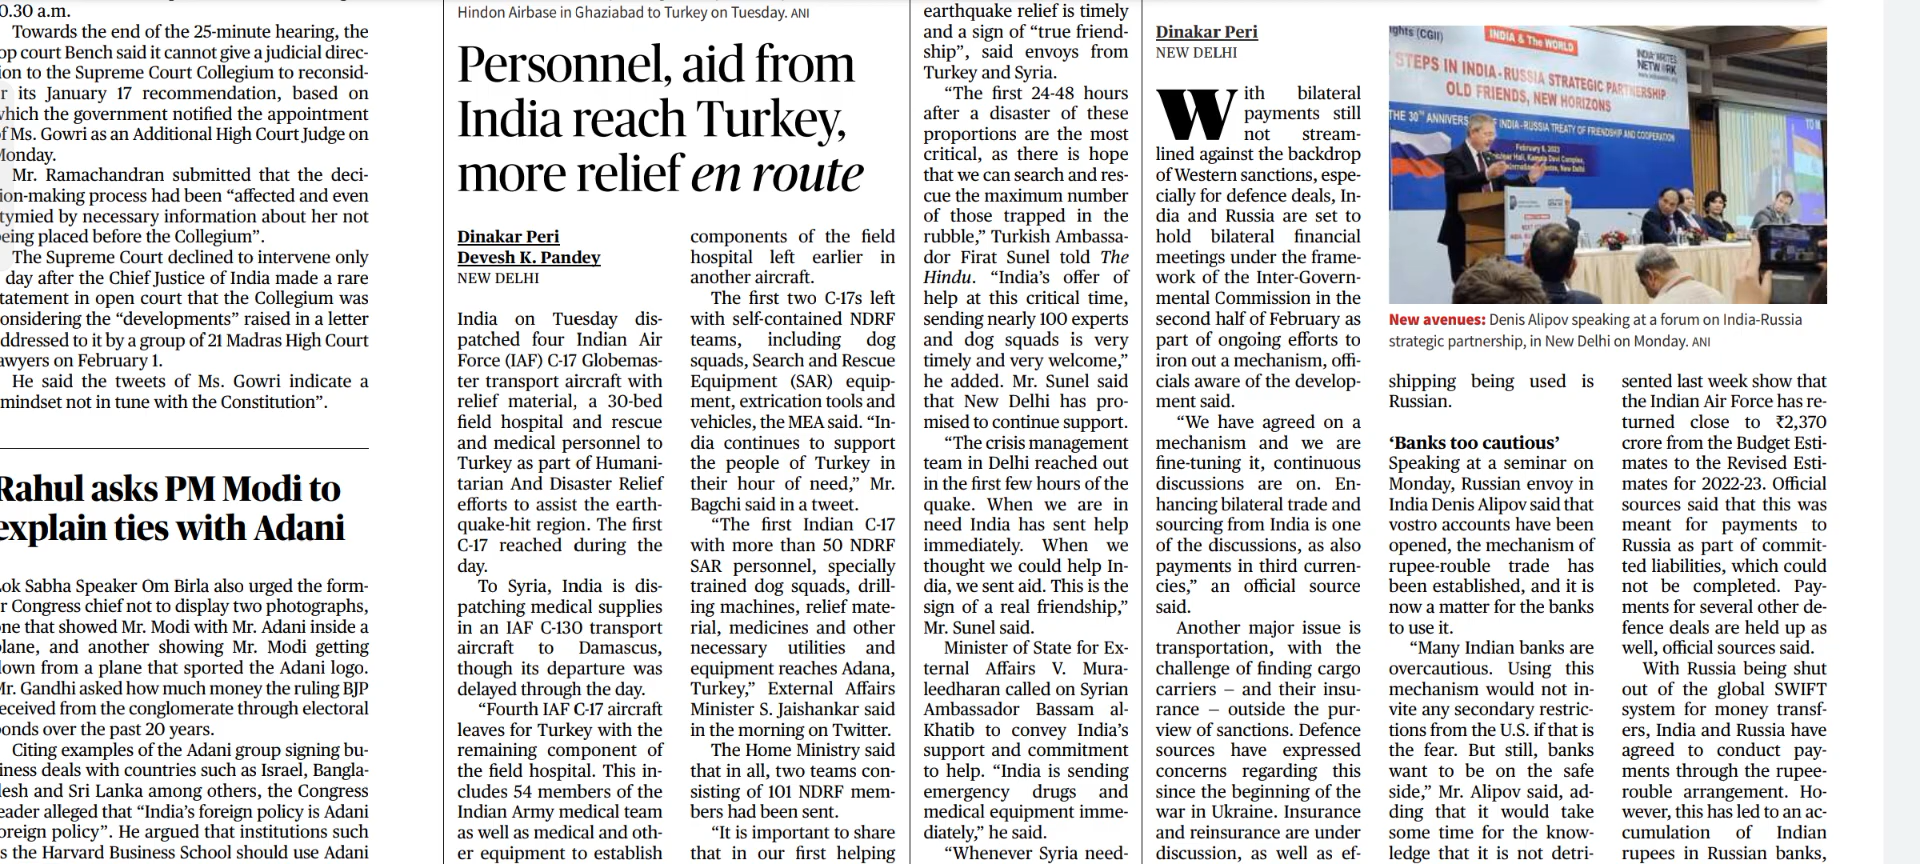 0.30 a.m.
Towards the end of the 25-minute hearing, the
op court Bench said it cannot give a judicial direc-
ion to the Supreme Court Collegium to reconsid-
r its January 17 recommendation, based on
which the government notified the appointment
of Ms. Gowri as an Additional High Court Judge on
Monday.
Mr. Ramachandran submitted that the deci-
ion-making process had been “affected and even
tymied by necessary information about her not
being placed before the Collegium”.
The Supreme Court declined to intervene only
day after the Chief Justice of India made a rare
tatement in open court that the Collegium was
onsidering the “developments” raised in a letter
ddressed to it by a group of 21 Madras High Court
awyers on February 1.
He said the tweets of Ms. Gowri indicate a
mindset not in tune with the Constitution”.
Rahul asks PM Modi to
explain ties with Adani
Lok Sabha Speaker Om Birla also urged the form-
r Congress chief not to display two photographs,
one that showed Mr. Modi with Mr. Adani inside a
plane, and another showing Mr. Modi getting
down from a plane that sported the Adani logo.
Mr. Gandhi asked how much money the ruling BJP
received from the conglomerate through electoral
bonds over the past 20 years.
Citing examples of the Adani group signing bu-
iness deals with countries such as Israel, Bangla-
desh and Sri Lanka among others, the Congress
leader alleged that “India’s foreign policy is Adani
foreign policy”. He argued that institutions such
s the Harvard Business School should use Adani
Hindon Airbase in Ghaziabad to Turkey on Tuesday. ANI
Personnel, aid from
India reach Turkey,
more relief en route
Dinakar Peri
Devesh K. Pandey
NEW DELHI
India on Tuesday dis-
patched four Indian Air
Force (IAF) C-17 Globemas-
ter transport aircraft with
relief material, a 30-bed
field hospital and rescue
and medical personnel to
Turkey as part of Humani-
tarian And Disaster Relief
efforts to assist the earth-
quake-hit region. The first
C-17 reached during the
day.
To Syria, India is dis-
patching medical supplies
in an IAF C-130 transport
aircraft to Damascus,
though its departure was
delayed through the day.
“Fourth IAF C-17 aircraft
leaves for Turkey with the
remaining component of
the field hospital. This in-
cludes 54 members of the
Indian Army medical team
as well as medical and oth-
er equipment to establish
components of the field
hospital left earlier in
another aircraft.
The first two C-17s left
with self-contained NDRF
teams, including dog
squads, Search and Rescue
Equipment (SAR) equip-
ment, extrication tools and
vehicles, the MEA said. “In-
dia continues to support
the people of Turkey in
their hour of need,” Mr.
Bagchi said in a tweet.
“The first Indian C-17
with more than 50 NDRF
SAR personnel, specially
trained dog squads, drill-
ing machines, relief mate-
rial, medicines and other
necessary utilities and
equipment reaches Adana,
Turkey,” External Affairs
Minister S. Jaishankar said
in the morning on Twitter.
The Home Ministry said
that in all, two teams con-
sisting of 101 NDRF mem-
bers had been sent.
“It is important to share
that in our first helping
earthquake relief is timely
and a sign of “true friend-
ship”, said envoys from
Turkey and Syria.
“The first 24-48 hours
after a disaster of these
proportions are the most
critical, as there is hope
that we can search and res-
cue the maximum number
of those trapped in the
rubble,” Turkish Ambassa-
dor Firat Sunel told The
Hindu. “India’s offer of
help at this critical time,
sending nearly 100 experts
and dog squads is very
timely and very welcome,”
he added. Mr. Sunel said
that New Delhi has pro-
mised to continue support.
“The crisis management
team in Delhi reached out
in the first few hours of the
quake. When we are in
need India has sent help
immediately. When we
thought we could help In-
dia, we sent aid. This is the
sign of a real friendship,”
Mr. Sunel said.
Minister of State for Ex-
ternal Affairs V. Mura-
leedharan called on Syrian
Ambassador Bassam al-
Khatib to convey India’s
support and commitment
to help. “India is sending
emergency drugs and
medical equipment imme-
diately,” he said.
“Whenever Syria need-
Dinakar Peri
NEW DELHI
With bilateral
payments still
not stream-
lined against the backdrop
of Western sanctions, espe-
cially for defence deals, In-
dia and Russia are set to
hold bilateral financial
meetings under the frame-
work of the Inter-Govern-
mental Commission in the
second half of February as
part of ongoing efforts to
iron out a mechanism, offi-
cials aware of the develop-
ment said.
“We have agreed on a
mechanism and we are
fine-tuning it, continuous
discussions are on. En-
hancing bilateral trade and
sourcing from India is one
of the discussions, as also
payments in third curren-
cies,” an official source
said.
Another major issue is
transportation, with the
challenge of finding cargo
carriers – and their insu-
rance – outside the pur-
view of sanctions. Defence
sources have expressed
concerns regarding this
since the beginning of the
war in Ukraine. Insurance
and reinsurance are under
discussion, as well as ef-
ghts (CGII)
INDIA & The WORLD
INDIA WRITES
NETWORK
STEPS IN INDIA-RUSSIA STRATEGIC PARTNERSHIP
OLD FRIENDS, NEW HORIZONS
THE 30TH ANNIVERS INDIA-RUSSIA TREATY OF FRIENDSHIP AND COOPERATION
February 6, 2023
New avenues: Denis Alipov speaking at a forum on India-Russia
strategic partnership, in New Delhi on Monday. ANI
shipping being used is
Russian.
‘Banks too cautious’
Speaking at a seminar on
Monday, Russian envoy in
India Denis Alipov said that
vostro accounts have been
opened, the mechanism of
rupee-rouble trade has
been established, and it is
now a matter for the banks
to use it.
“Many Indian banks are
overcautious. Using this
mechanism would not in-
vite any secondary restric-
tions from the U.S. if that is
the fear. But still, banks
want to be on the safe
side,” Mr. Alipov said, ad-
ding that it would take
some time for the know-
ledge that it is not detri-
sented last week show that
the Indian Air Force has re-
turned close to ₹2,370
crore from the Budget Esti-
mates to the Revised Esti-
mates for 2022-23. Official
sources said that this was
meant for payments to
Russia as part of commit-
ted liabilities, which could
not be completed. Pay-
ments for several other de-
fence deals are held up as
well, official sources said.
With Russia being shut
out of the global SWIFT
system for money transf-
ers, India and Russia have
agreed to conduct pay-
ments through the rupee-
rouble arrangement. Ho-
wever, this has led to an ac-
cumulation of Indian
rupees in Russian banks,